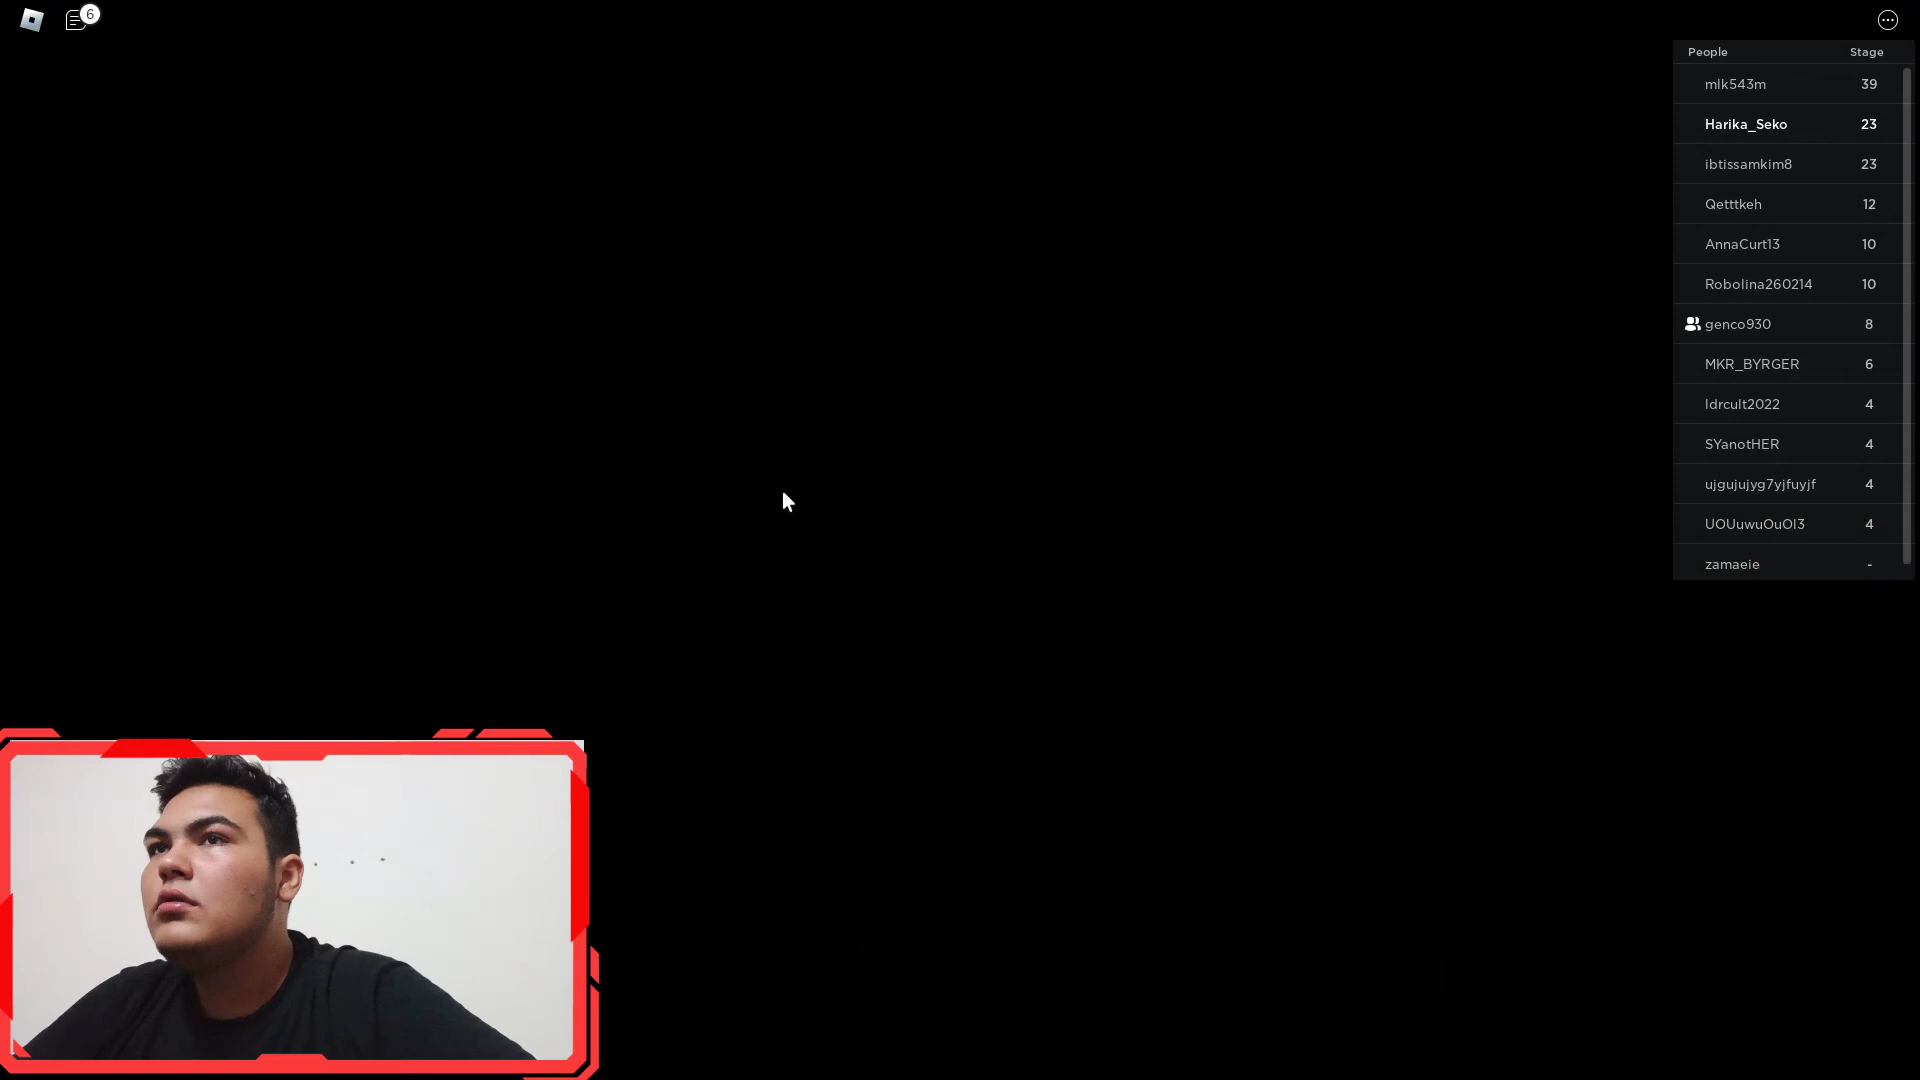 6
People Stage
mlk543m 39
Harika_Seko 23
ibtissamkim8 23
Qetttkeh 12
AnnaCurt13 10
Robolina260214 10
genco930 8
MKR_BYRGER 6
ldrcult2022 4
SYanotHER 4
ujgujujyg7yjfuyjf 4
UOUuwuOuOI3 4
zamaeie -